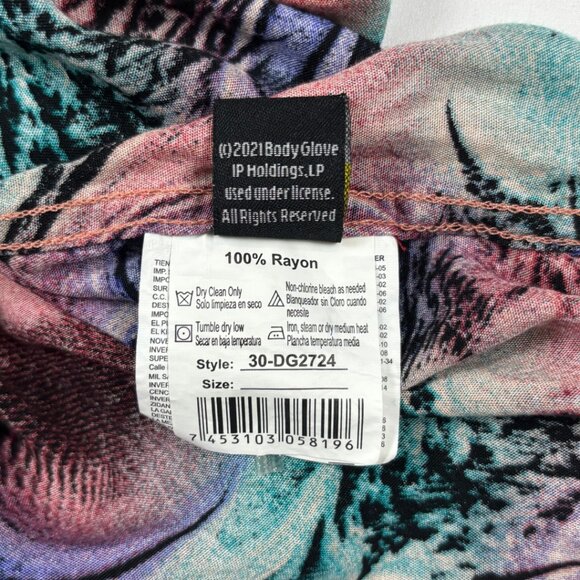 (c)2021 Body Glove
IP Holdings, LP
used under license.
All Rights Reserved
100% Rayon
Dry Clean Only
Solo limpieza en seco
Non-chlorine bleach as needed
Blanqueador sin Cloro cuando
necesite
Tumble dry low
Secar en baja temperatura
Iron, steam or dry medium heat
Plancha temperatura media
Style: 30-DG2724
Size:
7 453103 058196